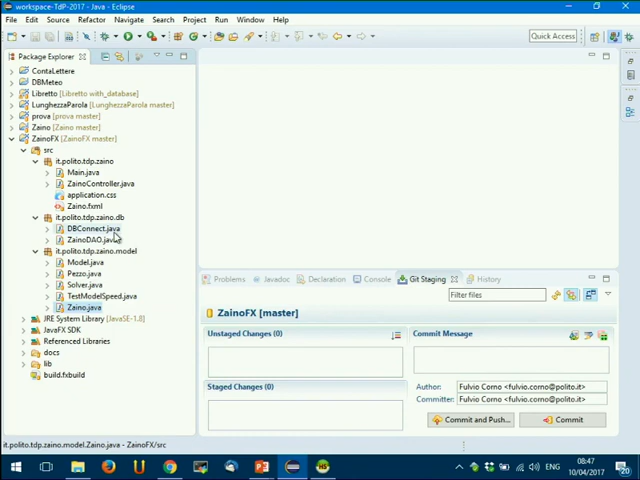 workspace-TdP-2017 - Java - Eclipse
File Edit Source Refactor Navigate Search Project Run Window Help
Quick Access
Package Explorer
ContaLettere
DBMeteo
Libretto [Libretto with_database]
LunghezzaParola [LunghezzaParola master]
prova [prova master]
Zaino [Zaino master]
ZainoFX [ZainoFX master]
src
it.polito.tdp.zaino
Main.java
ZainoController.java
application.css
Zaino.fxml
it.polito.tdp.zaino.db
DBConnect.java
ZainoDAO.java
it.polito.tdp.zaino.model
Model.java
Pezzo.java
Solver.java
TestModelSpeed.java
Zaino.java
JRE System Library [JavaSE-1.8]
JavaFX SDK
Referenced Libraries
docs
lib
build.fxbuild
Problems Javadoc Declaration Console Git Staging History
Filter files
ZainoFX [master]
Unstaged Changes (0)
Commit Message
Staged Changes (0)
Author: Fulvio Corno <fulvio.corno@polito.it>
Committer: Fulvio Corno <fulvio.corno@polito.it>
Commit and Push...
Commit
it.polito.tdp.zaino.model.Zaino.java - ZainoFX/src
ENG
08:47
10/04/2017
20